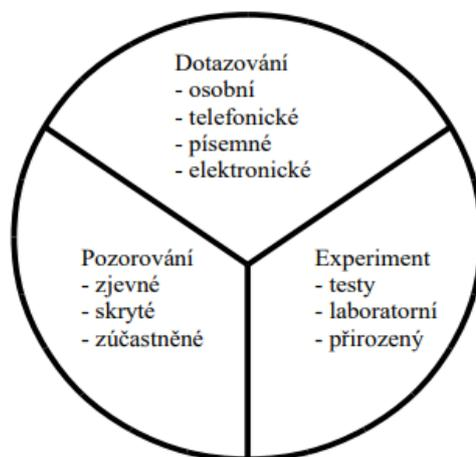 Dotazování
- osobní
- telefonické
- písemné
- elektronické
Pozorování
- zjevné
- skryté
- zúčastněné
Experiment
- testy
- laboratorní
- přirozený